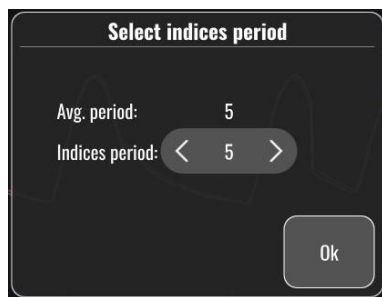 Select indices period
Avg. period: 5
Indices period: < 5 >
Ok